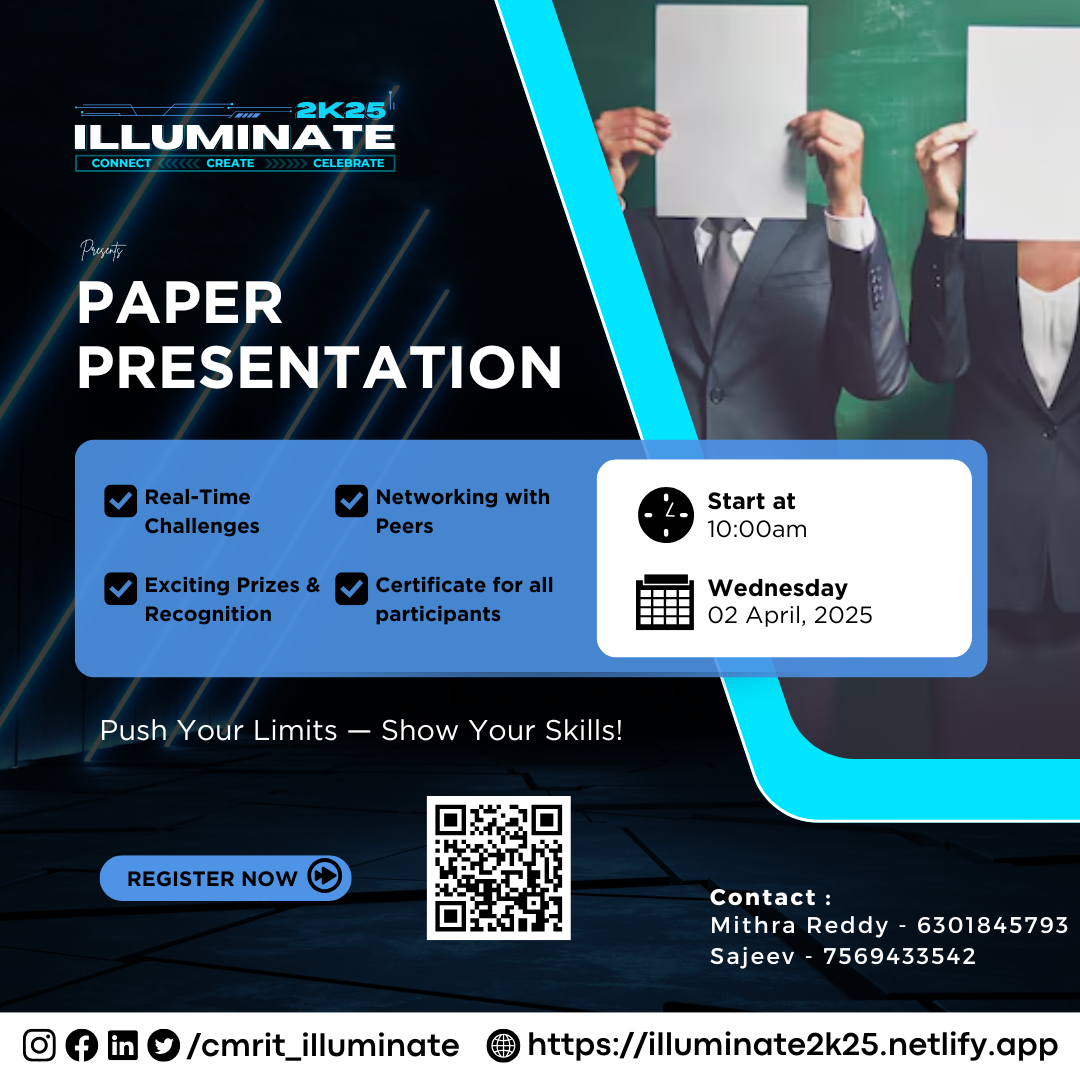 2K25
ILLUMINATE
CONNECT CREATE CELEBRATE
Presents
PAPER
PRESENTATION
Real-Time
Challenges
Networking with
Peers
Exciting Prizes &
Recognition
Certificate for all
participants
Start at
10:00am
Wednesday
02 April, 2025
Push Your Limits — Show Your Skills!
REGISTER NOW
Contact :
Mithra Reddy - 6301845793
Sajeev - 7569433542
/cmrit_illuminate https://illuminate2k25.netlify.app